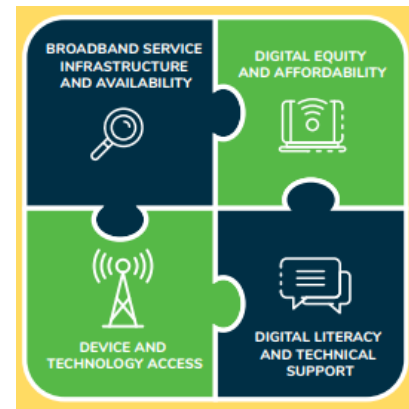 BROADBAND SERVICE
INFRASTRUCTURE
AND AVAILABILITY
DIGITAL EQUITY
AND AFFORDABILITY
DEVICE AND
TECHNOLOGY ACCESS
DIGITAL LITERACY
AND TECHNICAL
SUPPORT